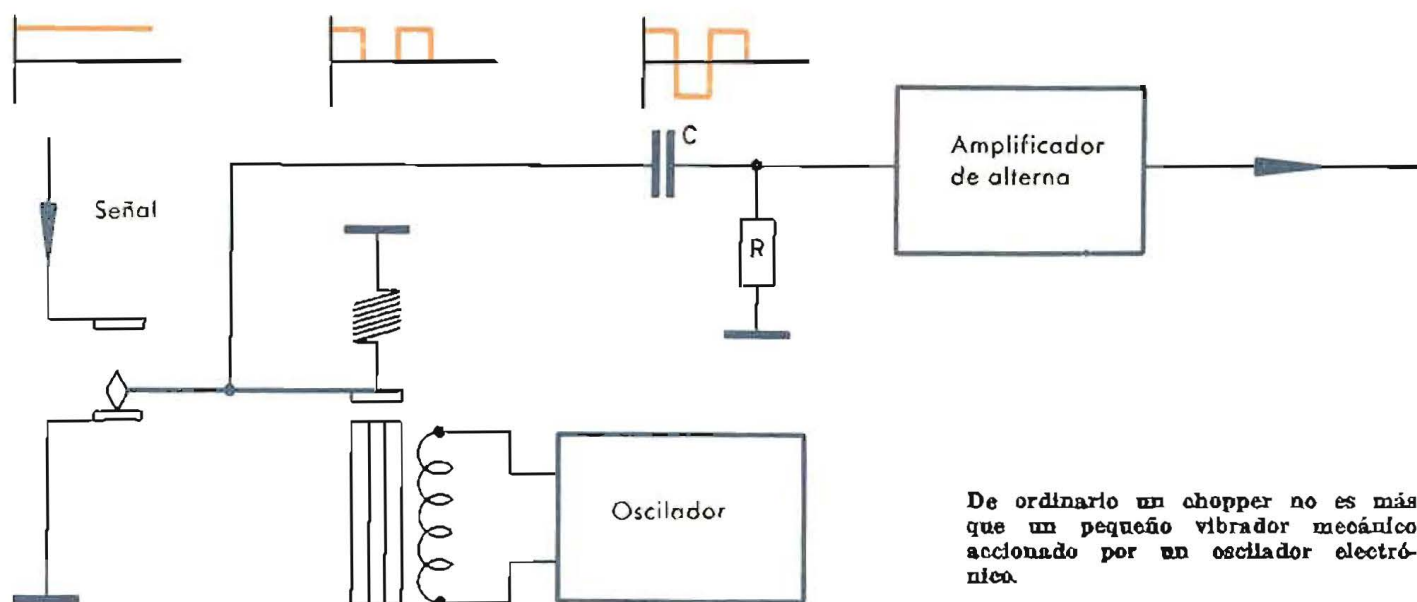 C
Amplificador
de alterna
Señal
R
Oscilador
De ordinario un chopper no es más
que un pequeño vibrador mecánico
accionado por un oscilador electró-
nico.